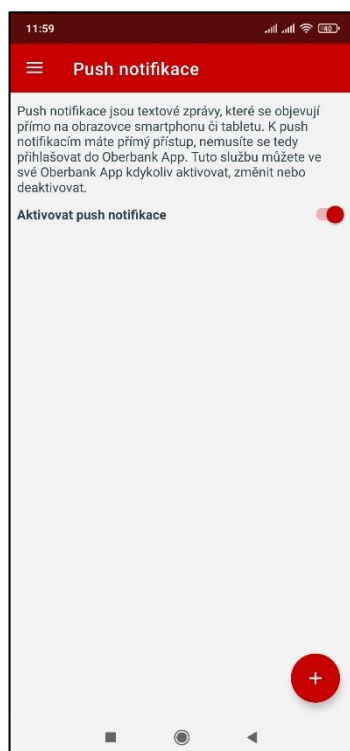 11:59
40
Push notifikace
Push notifikace jsou textové zprávy, které se objevují
přímo na obrazovce smartphonu či tabletu. K push
notifikacím máte přímý přístup, nemusíte se tedy
přihlašovat do Oberbank App. Tuto službu můžete ve
své Oberbank App kdykoliv aktivovat, změnit nebo
deaktivovat.
Aktivovat push notifikace
+